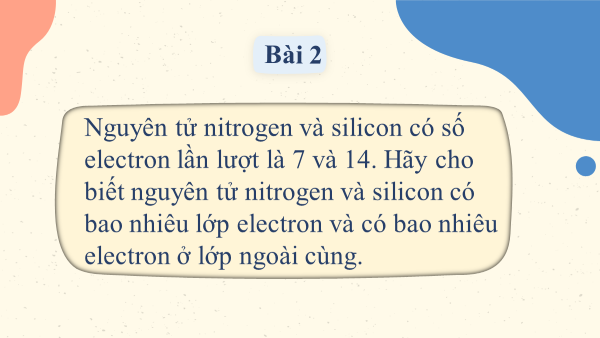 Bài 2
Nguyên tử nitrogen và silicon có số
electron lần lượt là 7 và 14. Hãy cho
biết nguyên tử nitrogen và silicon có
bao nhiêu lớp electron và có bao nhiêu
electron ở lớp ngoài cùng.